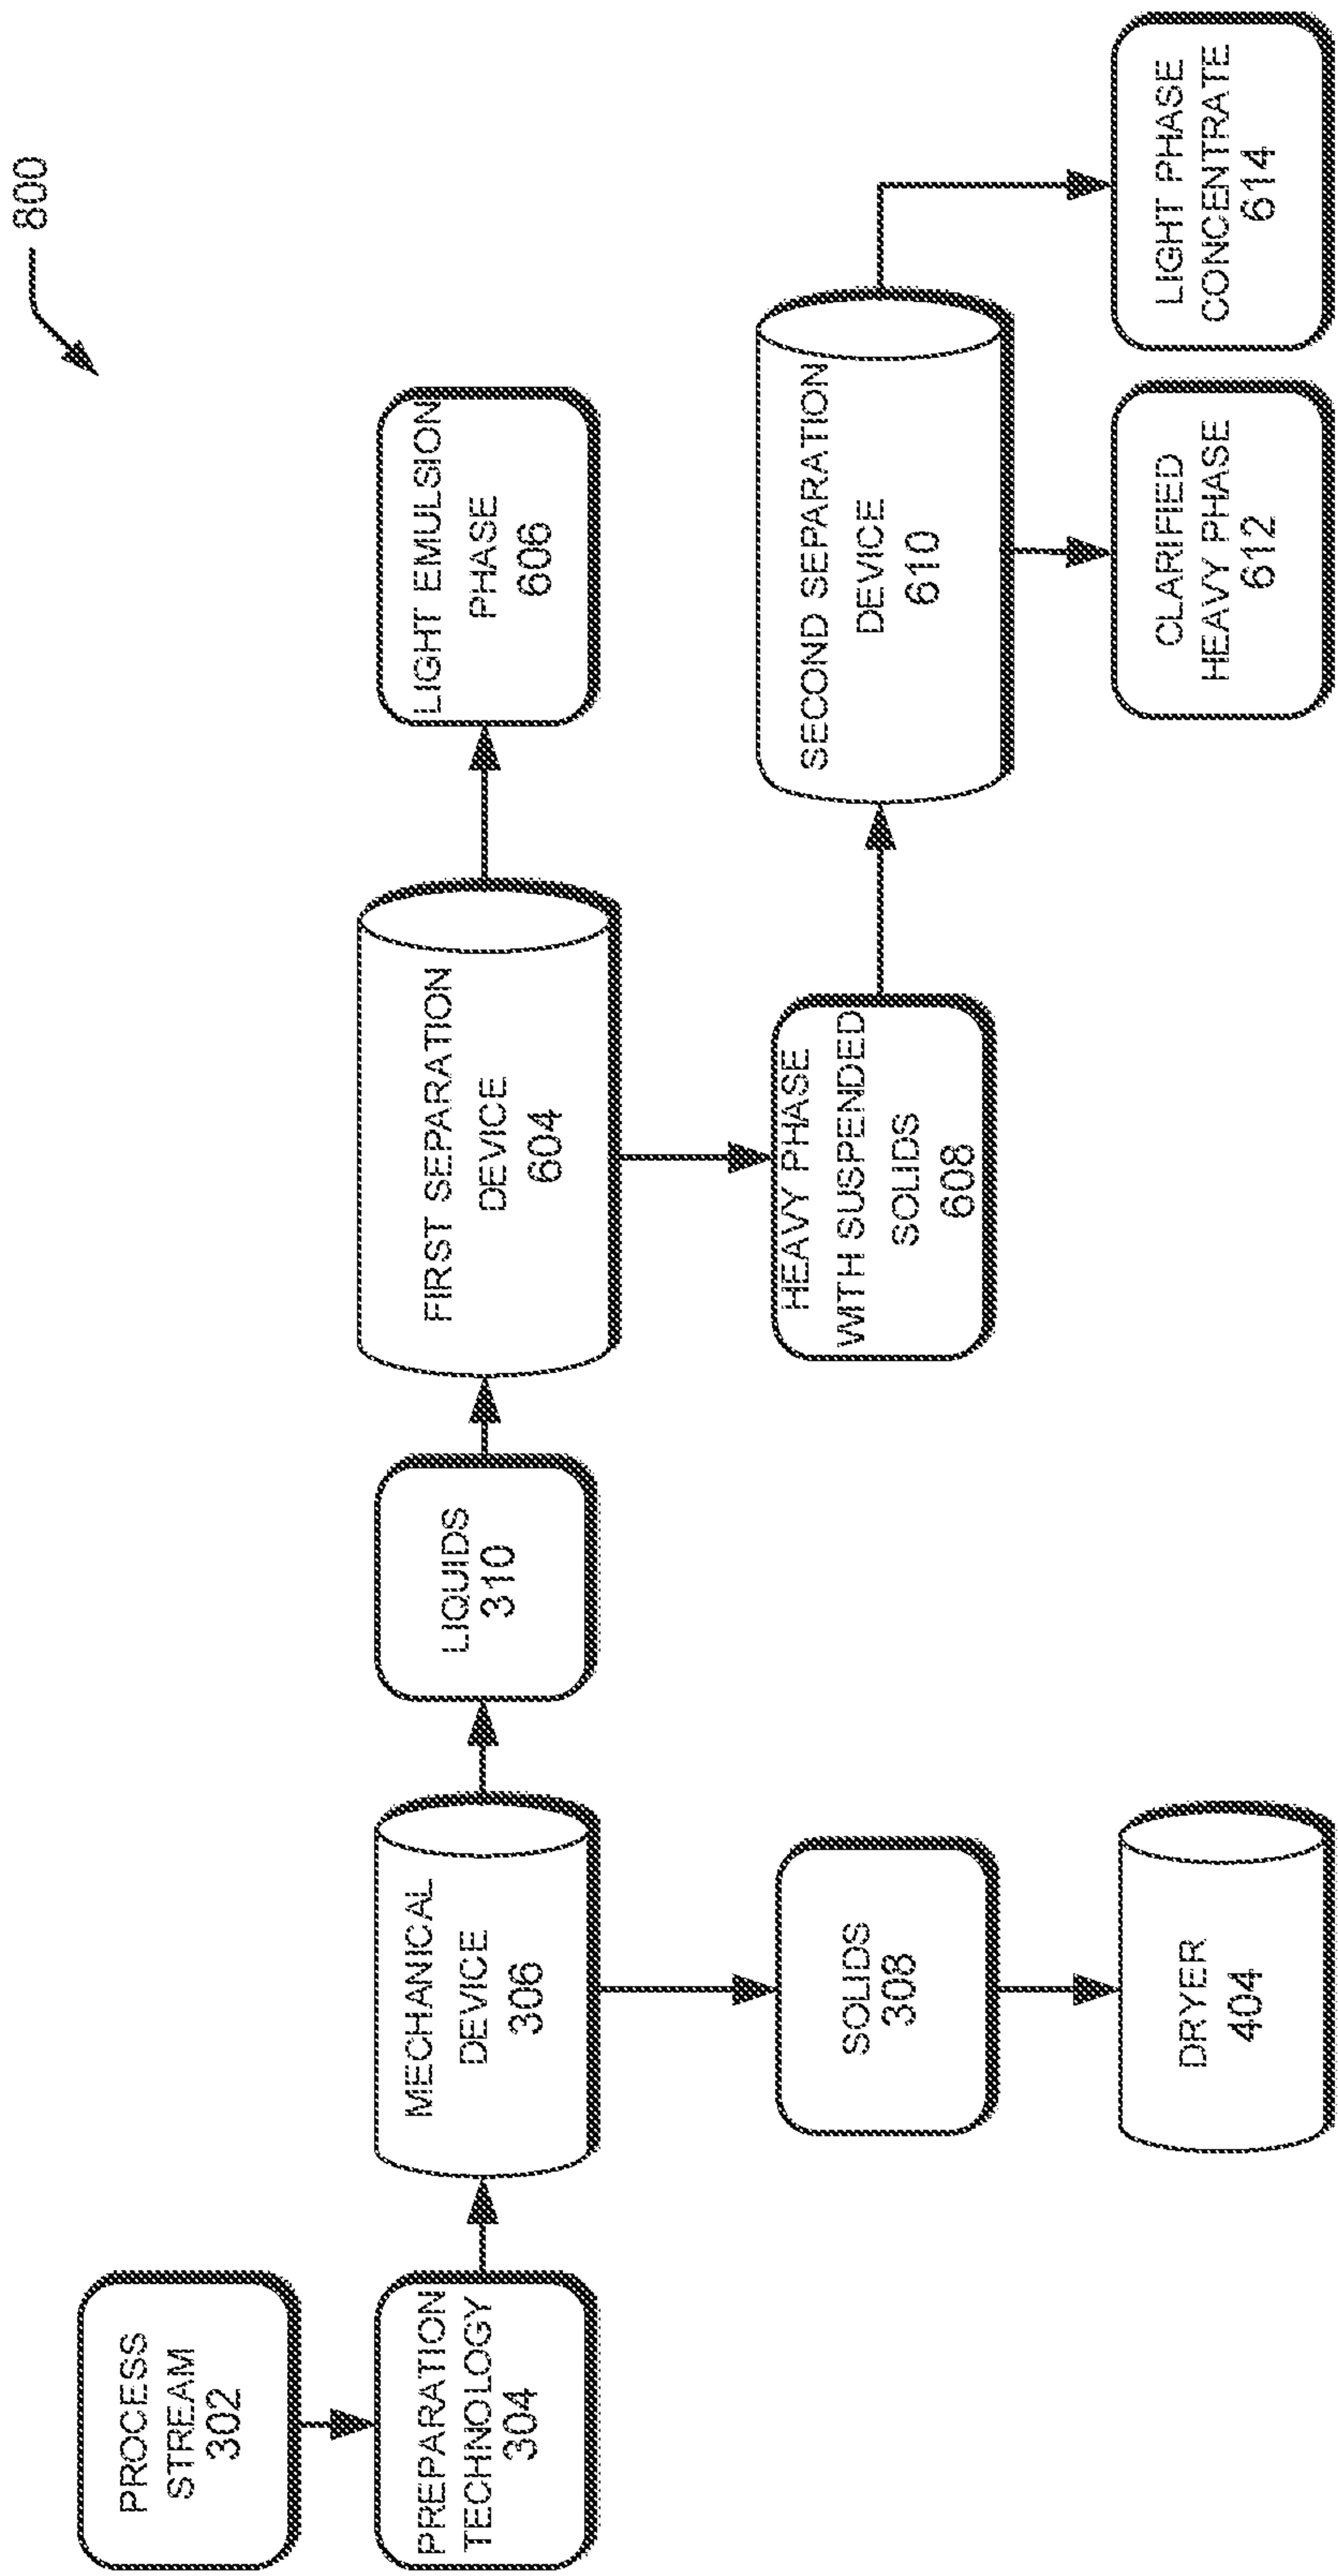 800
PROCESS
STREAM
302
PREPARATION
TECHNOLOGY
304
MECHANICAL
DEVICE
306
LIQUIDS
310
FIRST SEPARATION
DEVICE
604
LIGHT EMULSION
PHASE
606
SOLIDS
308
HEAVY PHASE
WITH SUSPENDED
SOLIDS
608
SECOND SEPARATION
DEVICE
610
DRYER
404
CLARIFIED
HEAVY PHASE
612
LIGHT PHASE
CONCENTRATE
614